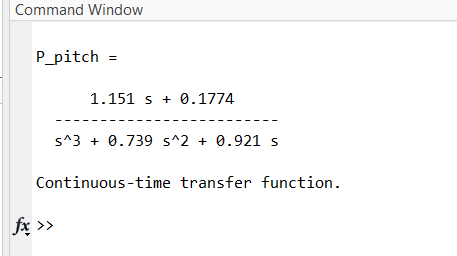 Command Window
P_pitch =
1.151 s + 0.1774
-------------------------
s^3 + 0.739 s^2 + 0.921 s
Continuous-time transfer function.
fx >>